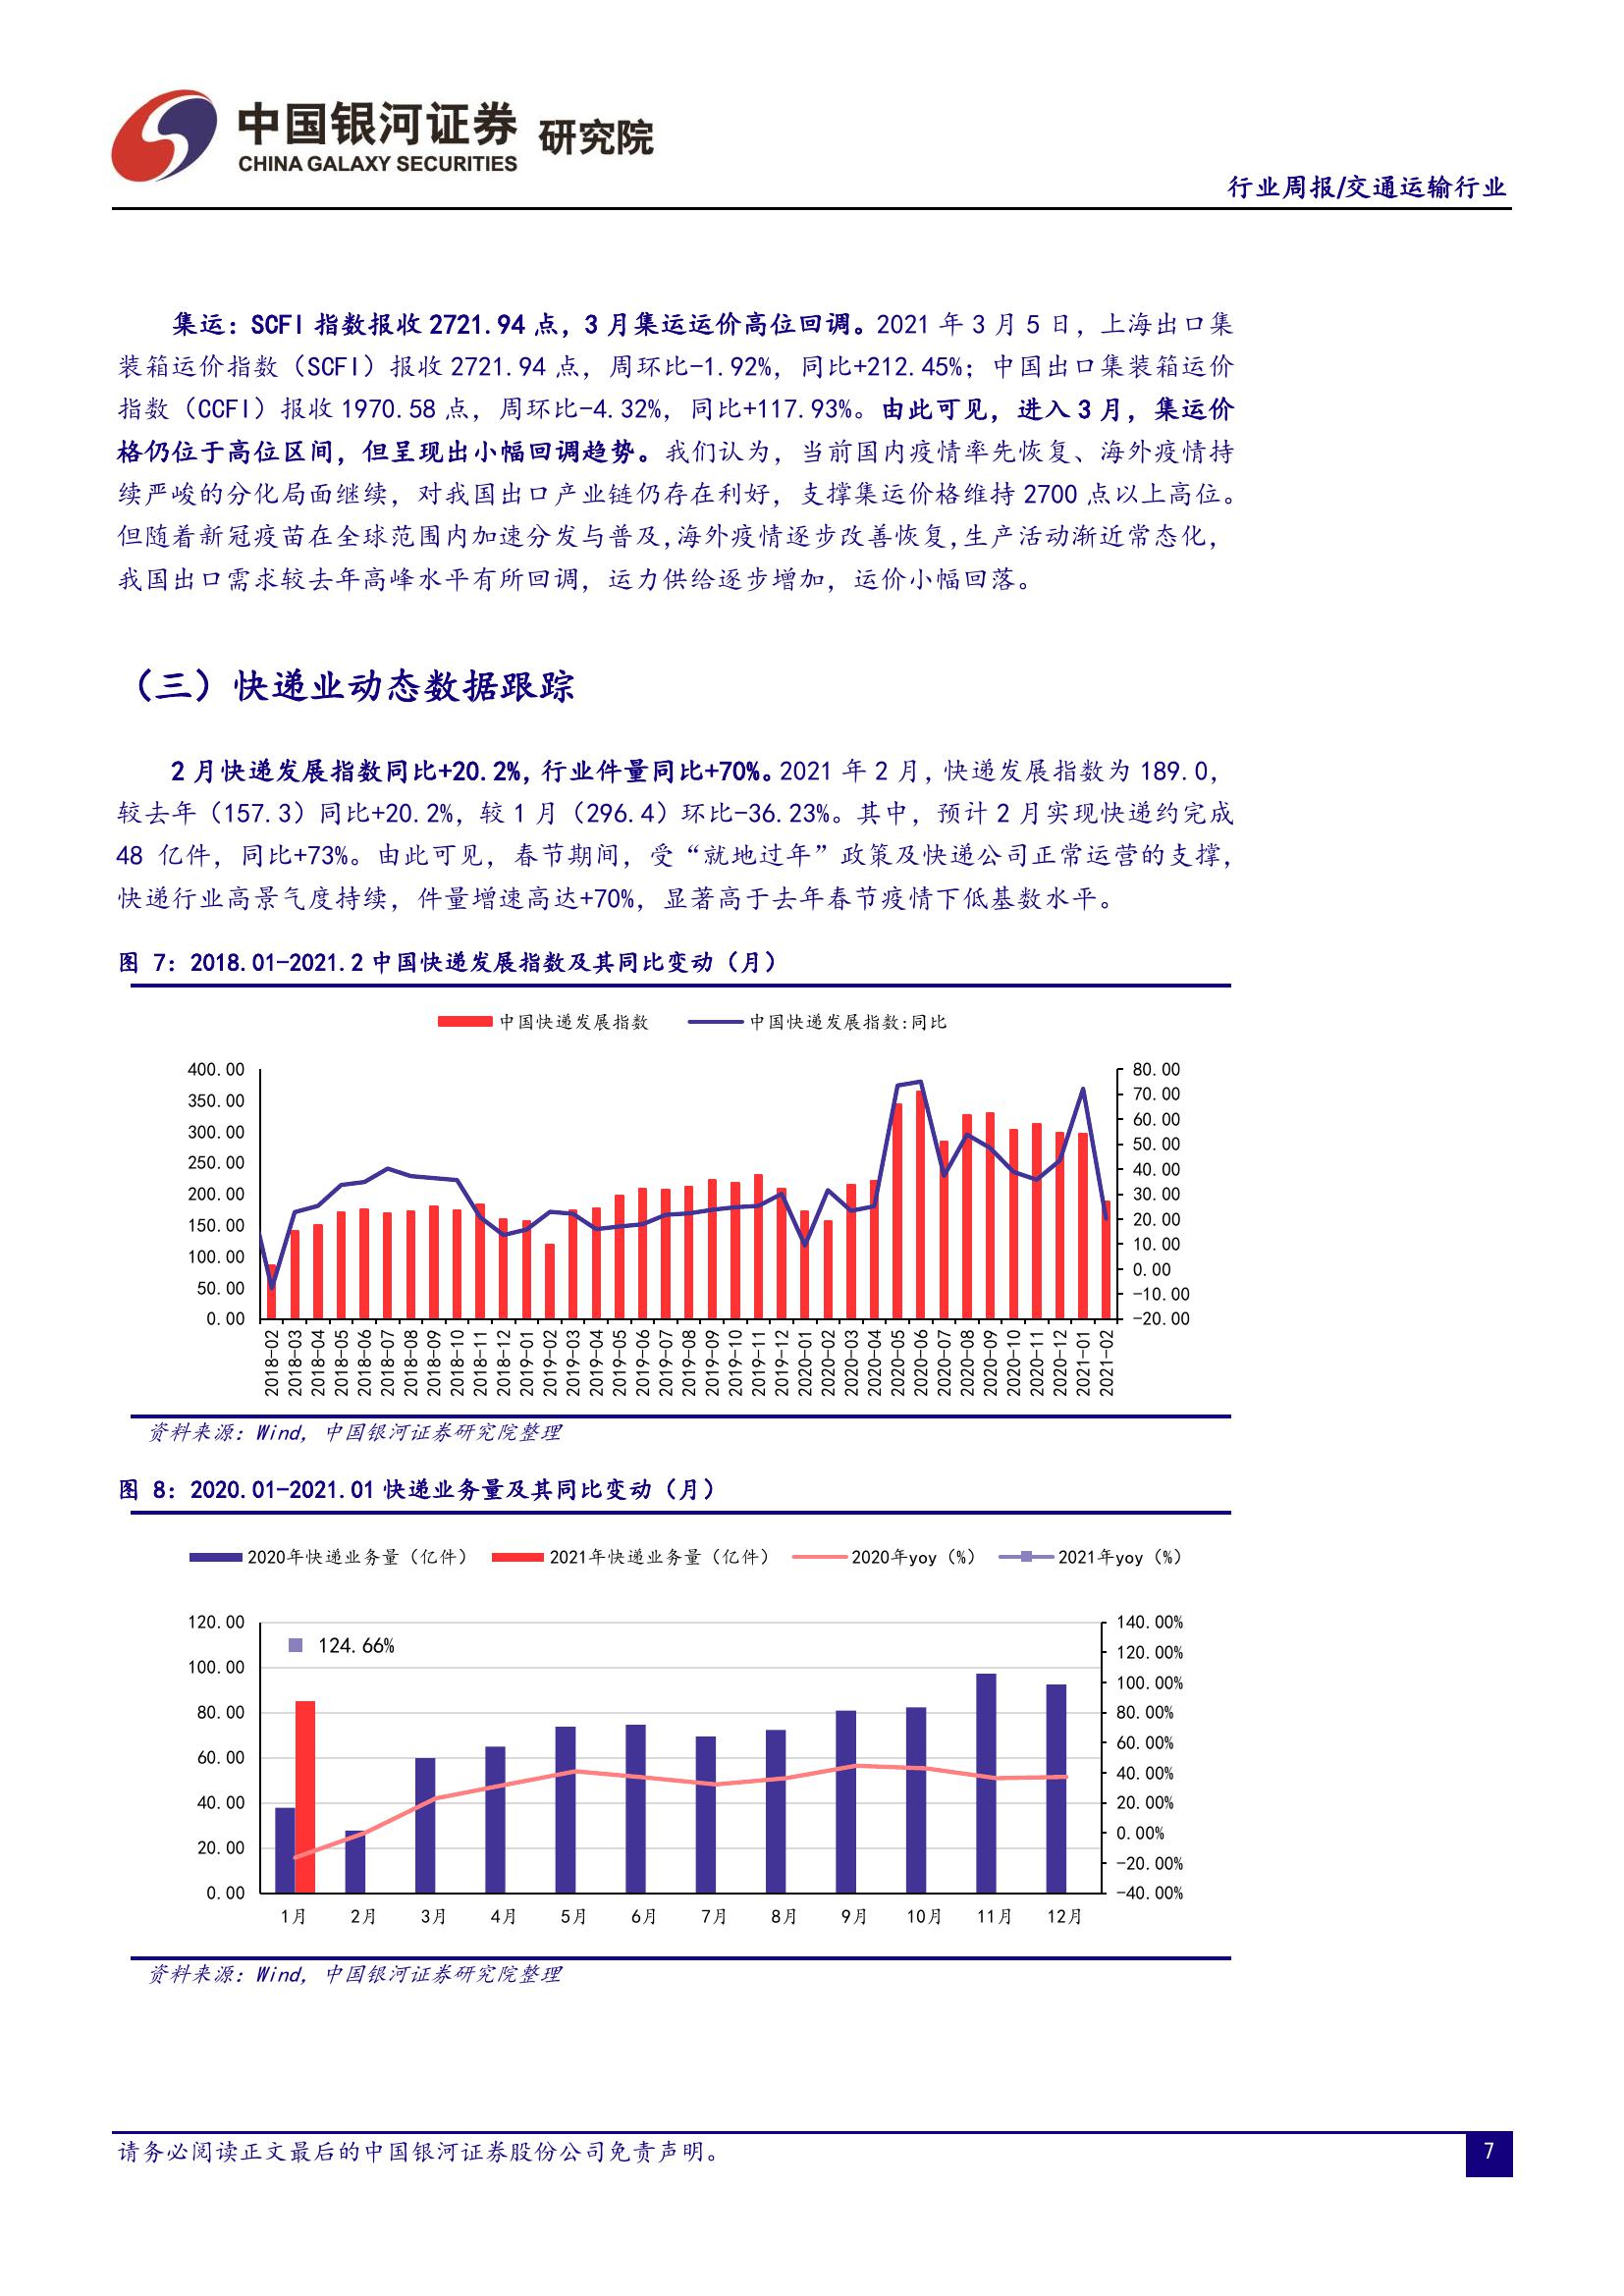 中国银河证券 研究院
CHINA GALAXY SECURITIES
行业周报/交通运输行业
集运：SCFI 指数报收 2721.94 点，3 月集运运价高位回调。2021 年 3 月 5 日，上海出口集
装箱运价指数（SCFI）报收 2721.94 点，周环比-1.92%，同比+212.45%；中国出口集装箱运价
指数（CCFI）报收 1970.58 点，周环比-4.32%，同比+117.93%。由此可见，进入 3 月，集运价
格仍位于高位区间，但呈现出小幅回调趋势。我们认为，当前国内疫情率先恢复、海外疫情持
续严峻的分化局面继续，对我国出口产业链仍存在利好，支撑集运价格维持 2700 点以上高位。
但随着新冠疫苗在全球范围内加速分发与普及,海外疫情逐步改善恢复,生产活动渐近常态化，
我国出口需求较去年高峰水平有所回调，运力供给逐步增加，运价小幅回落。
（三）快递业动态数据跟踪
2 月快递发展指数同比+20.2%，行业件量同比+70%。2021 年 2 月，快递发展指数为 189.0，
较去年（157.3）同比+20.2%，较 1 月（296.4）环比-36.23%。其中，预计 2 月实现快递约完成
48 亿件，同比+73%。由此可见，春节期间，受“就地过年”政策及快递公司正常运营的支撑，
快递行业高景气度持续，件量增速高达+70%，显著高于去年春节疫情下低基数水平。
图 7：2018.01-2021.2 中国快递发展指数及其同比变动（月）
中国快递发展指数 中国快递发展指数:同比
400.00 80.00
350.00 70.00
300.00 60.00
250.00 50.00
200.00 40.00
150.00 30.00
100.00 20.00
50.00 10.00
0.00 0.00
-10.00
-20.00
2018-02 2018-03 2018-04 2018-05 2018-06 2018-07 2018-08 2018-09 2018-10 2018-11 2018-12 2019-01 2019-02 2019-03 2019-04 2019-05 2019-06 2019-07 2019-08 2019-09 2019-10 2019-11 2019-12 2020-01 2020-02 2020-03 2020-04 2020-05 2020-06 2020-07 2020-08 2020-09 2020-10 2020-11 2020-12 2021-01 2021-02
资料来源：Wind，中国银河证券研究院整理
图 8：2020.01-2021.01 快递业务量及其同比变动（月）
2020年快递业务量（亿件） 2021年快递业务量（亿件） 2020年yoy（%） 2021年yoy（%）
120.00 140.00%
124.66%
100.00 120.00%
80.00 100.00%
60.00 80.00%
40.00 60.00%
20.00 40.00%
0.00 20.00%
0.00%
-20.00%
-40.00%
1月 2月 3月 4月 5月 6月 7月 8月 9月 10月 11月 12月
资料来源：Wind，中国银河证券研究院整理
请务必阅读正文最后的中国银河证券股份公司免责声明。
7